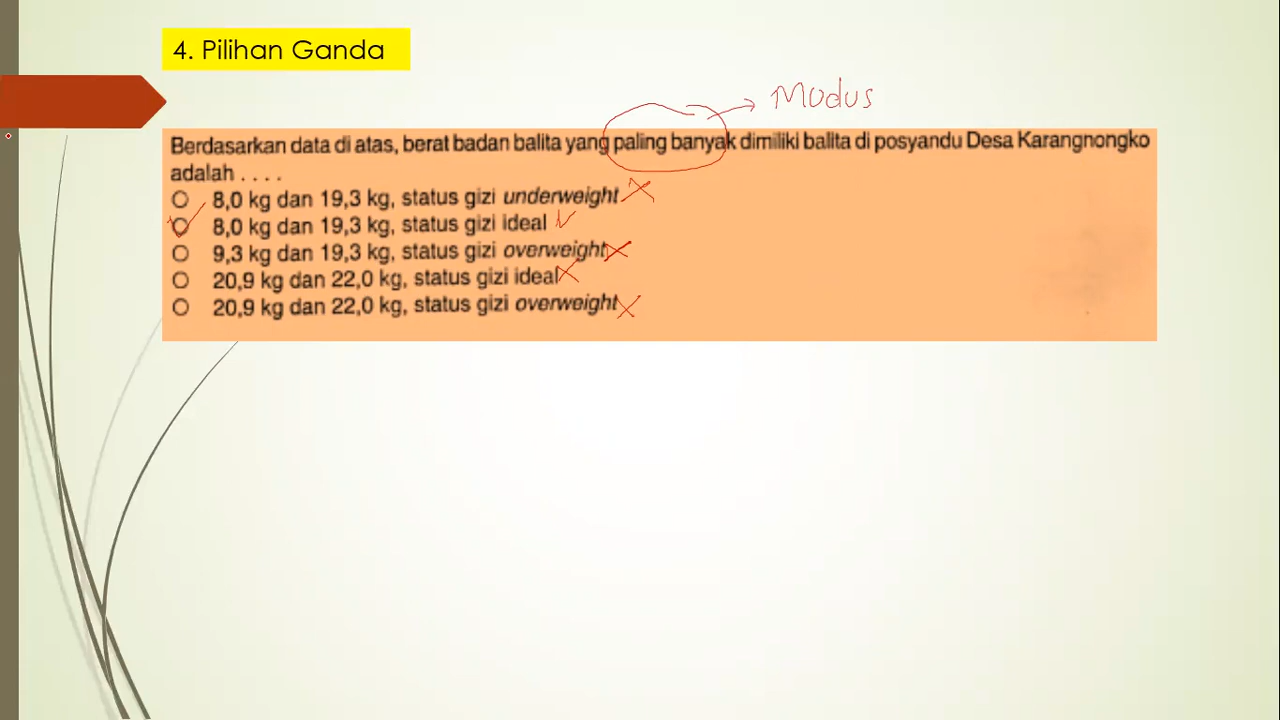 4. Pilihan Ganda
Modus
Berdasarkan data di atas, berat badan balita yang paling banyak dimiliki balita di posyandu Desa Karangnongko
adalah . . . .
8,0 kg dan 19,3 kg, status gizi underweight
8,0 kg dan 19,3 kg, status gizi ideal
9,3 kg dan 19,3 kg, status gizi overweight
20,9 kg dan 22,0 kg, status gizi ideal
20,9 kg dan 22,0 kg, status gizi overweight